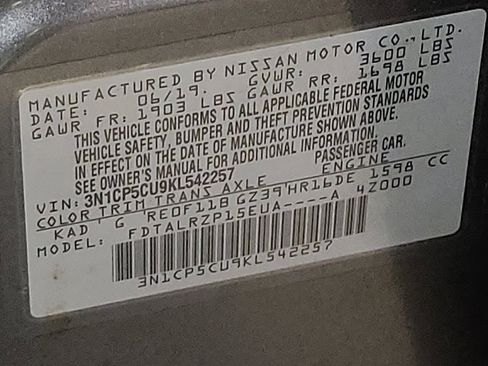 MANUFACTURED BY NISSAN MOTOR CO., LTD.
DATE: 06/19. GVWR: 3600 LBS
GAWR FR: 1903 LBS GAWR RR: 1698 LBS
THIS VEHICLE CONFORMS TO ALL APPLICABLE FEDERAL MOTOR
VEHICLE SAFETY, BUMPER AND THEFT PREVENTION STANDARDS
IN EFFECT ON THE DATE OF MANUFACTURE SHOWN ABOVE.
SEE OWNER'S MANUAL FOR ADDITIONAL INFORMATION.
VIN: 3N1CP5CU9KL542257 PASSENGER CAR.
COLOR TRIM TRANS AXLE ENGINE
KAD G RE0F11B GZ39 HR16DE 1598 CC
MODEL: FDTALRZP15EUA----A 4Z000
3N1CP5CU9KL542257